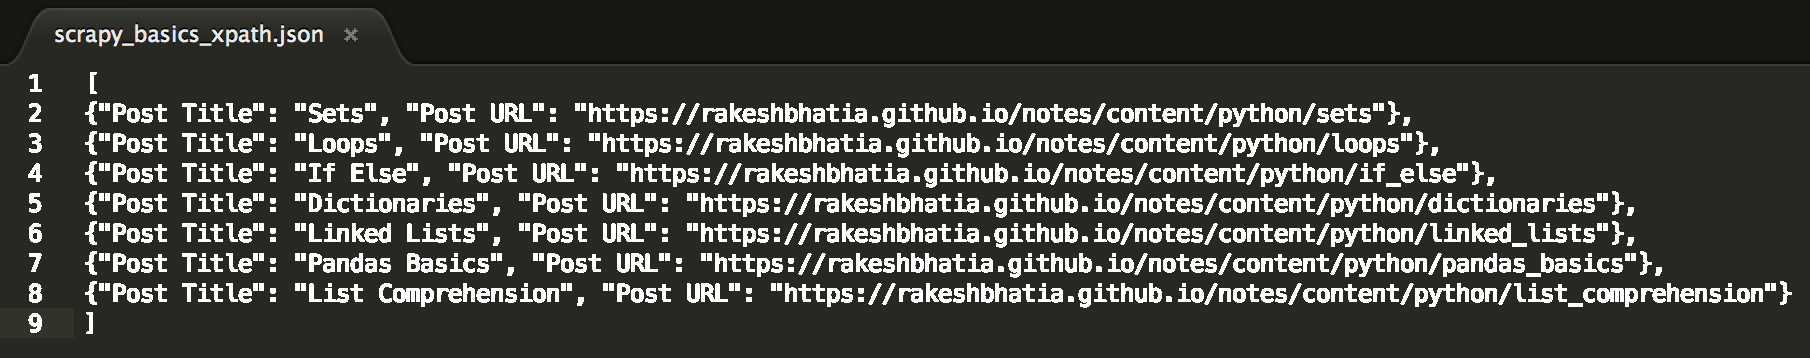 scrapy_basics_xpath.json ×
1 [
2 {"Post Title": "Sets", "Post URL": "https://rakeshbhatia.github.io/notes/content/python/sets"},
3 {"Post Title": "Loops", "Post URL": "https://rakeshbhatia.github.io/notes/content/python/loops"},
4 {"Post Title": "If Else", "Post URL": "https://rakeshbhatia.github.io/notes/content/python/if_else"},
5 {"Post Title": "Dictionaries", "Post URL": "https://rakeshbhatia.github.io/notes/content/python/dictionaries"},
6 {"Post Title": "Linked Lists", "Post URL": "https://rakeshbhatia.github.io/notes/content/python/linked_lists"},
7 {"Post Title": "Pandas Basics", "Post URL": "https://rakeshbhatia.github.io/notes/content/python/pandas_basics"},
8 {"Post Title": "List Comprehension", "Post URL": "https://rakeshbhatia.github.io/notes/content/python/list_comprehension"}
9 ]